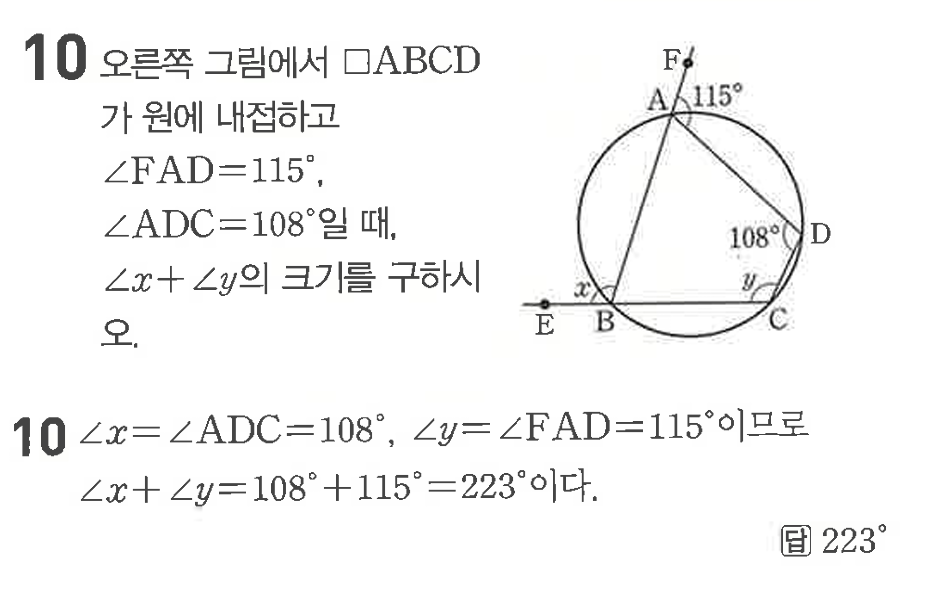 10 오른쪽 그림에서 □ABCD
가 원에 내접하고
∠FAD=115°,
∠ADC=108°일 때,
∠x+∠y의 크기를 구하시
오.
F
A 115°
108° D
x y
E B C
10 ∠x=∠ADC=108°, ∠y=∠FAD=115°이므로
∠x+∠y=108°+115°=223°이다.
답 223°